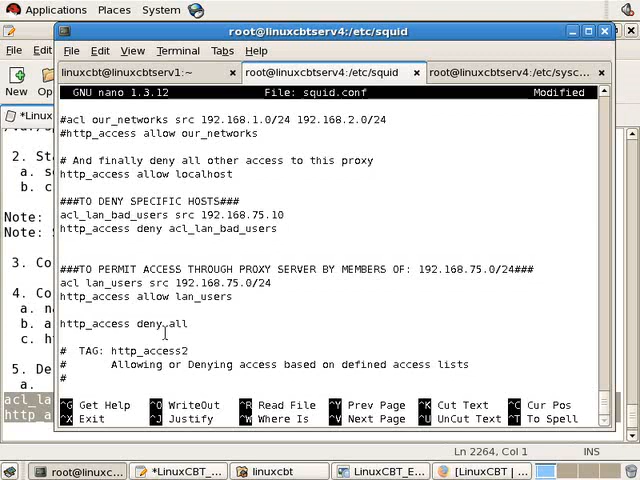 Applications Places System
root@linuxcbtserv4:/etc/squid
File
File Edit View Terminal Tabs Help
linuxcbt@linuxcbtserv1:~ root@linuxcbtserv4:/etc/squid root@linuxcbtserv4:/etc/sysc...
New Op
*Linux
GNU nano 1.3.12 File: squid.conf Modified
#acl our_networks src 192.168.1.0/24 192.168.2.0/24
#http_access allow our_networks
# And finally deny all other access to this proxy
http_access allow localhost
###TO DENY SPECIFIC HOSTS###
acl_lan_bad_users src 192.168.75.10
http_access deny acl_lan_bad_users
###TO PERMIT ACCESS THROUGH PROXY SERVER BY MEMBERS OF: 192.168.75.0/24###
acl lan_users src 192.168.75.0/24
http_access allow lan_users
http_access deny all
# TAG: http_access2
# Allowing or Denying access based on defined access lists
#
^G Get Help ^O WriteOut ^R Read File ^Y Prev Page ^K Cut Text ^C Cur Pos
^X Exit ^J Justify ^W Where Is ^V Next Page ^U UnCut Text ^T To Spell
2. St
a. s
b. c
Note:
Note:
3. Co
4. Co
a. n
b. a
c. h
5. De
a.
acl_la
http_a
Ln 2264, Col 1 INS
root@linuxc... *LinuxCBT_... linuxcbt LinuxCBT_E... [LinuxCBT | ...